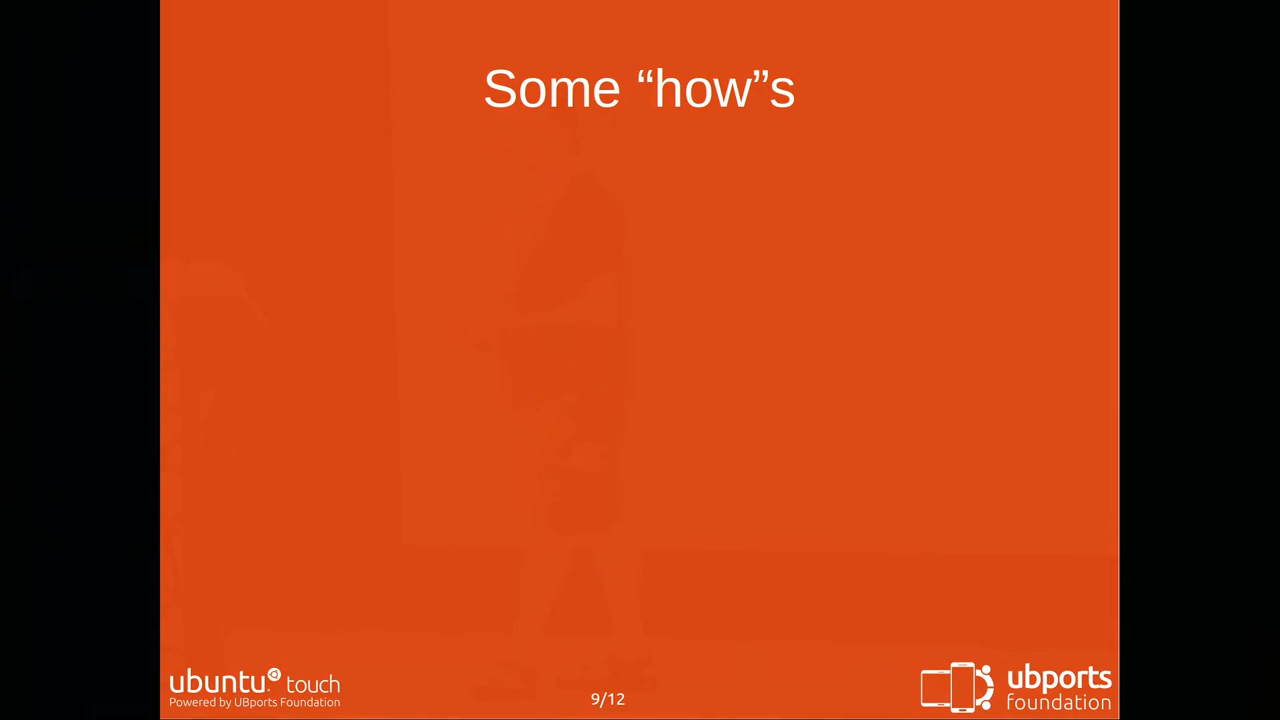 Some “how”s
ubuntu touch
Powered by UBports Foundation
9/12
ubports
foundation